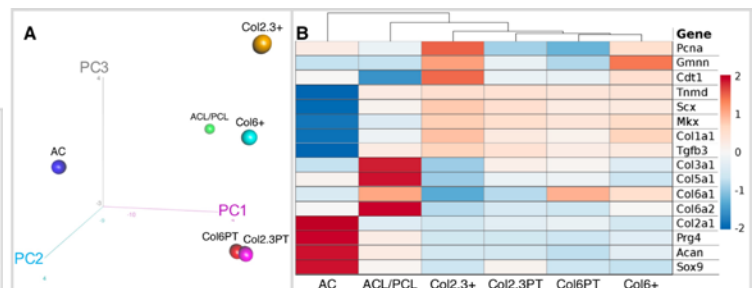 A
Col2.3+
PC3
ACL/PCL
Col6+
AC
PC1
Col6PT
Col2.3PT
PC2
B
Gene
Pcna
Gmnn
Cdt1
Tnmd
Scx
Mkx
Col1a1
Tgfb3
Col3a1
Col5a1
Col6a1
Col6a2
Col2a1
Prg4
Acan
Sox9
2
1
0
-1
-2
AC ACL/PCL Col2.3+ Col2.3PT Col6PT Col6+